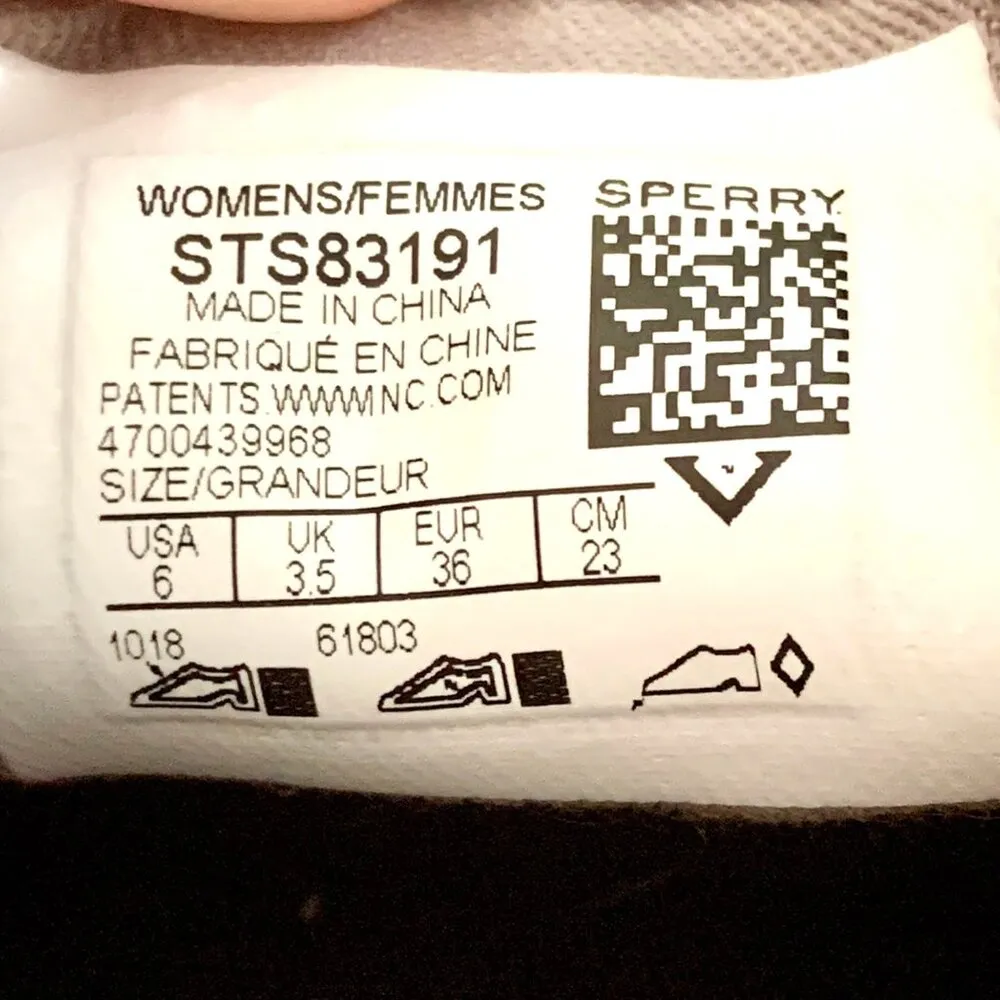 WOMENS/FEMMES
STS83191
MADE IN CHINA
FABRIQUÉ EN CHINE
PATENTS.WWWNC.COM
4700439968
SIZE/GRANDEUR
USA UK EUR CM
6 3.5 36 23
1018 61803
SPERRY